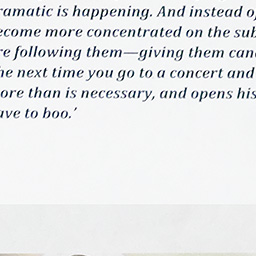 ramatic is happening. And instead of
ecome more concentrated on the sub
re following them—giving them can
he next time you go to a concert and
ore than is necessary, and opens his
ave to boo.’